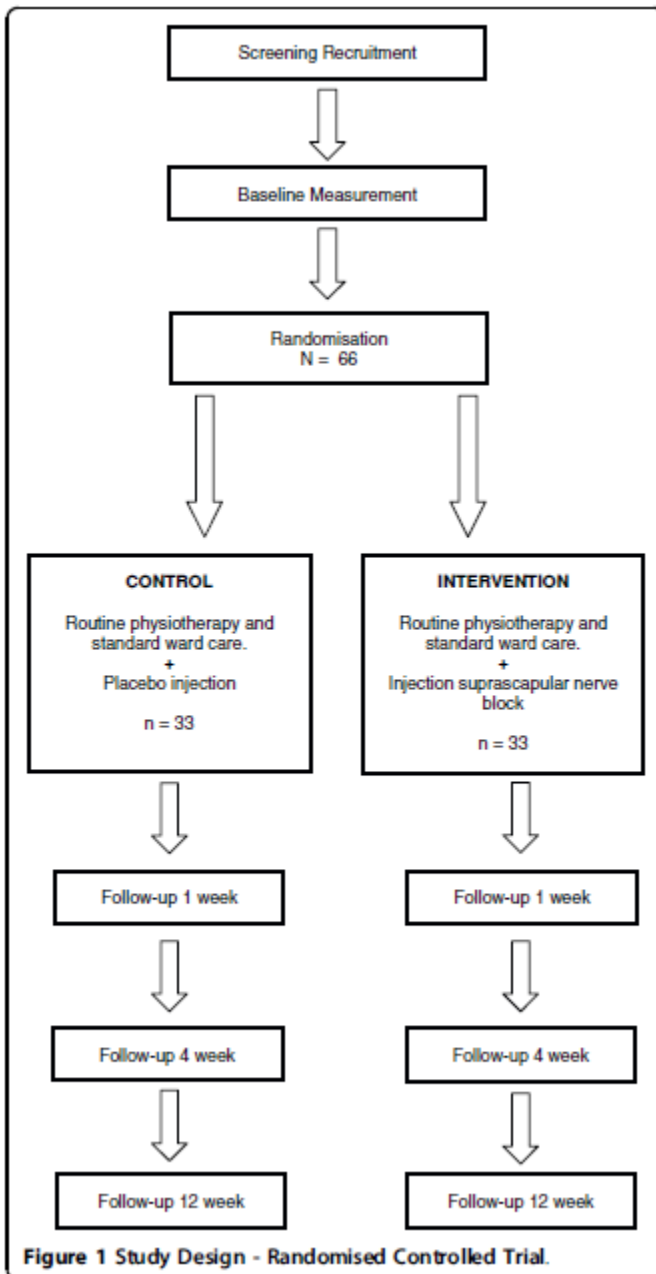 Screening Recruitment
Baseline Measurement
Randomisation
N = 66
CONTROL
Routine physiotherapy and
standard ward care.
+
Placebo injection
n = 33
INTERVENTION
Routine physiotherapy and
standard ward care.
+
Injection suprascapular nerve
block
n = 33
Follow-up 1 week
Follow-up 1 week
Follow-up 4 week
Follow-up 4 week
Follow-up 12 week
Follow-up 12 week
Figure 1 Study Design - Randomised Controlled Trial.